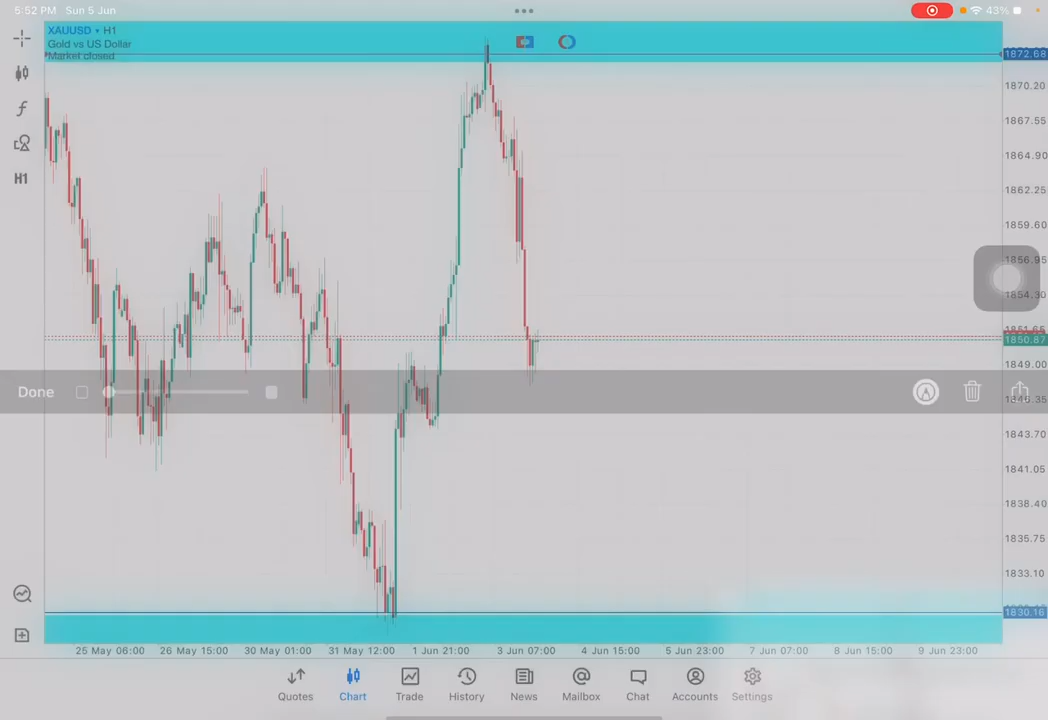 5:52 PM Sun 5 Jun
43%
XAUUSD • H1
Gold vs US Dollar
Market closed
1872.68
1870.20
1867.55
1864.90
1862.25
1859.60
1856.95
1854.30
1851.65
1850.87
1849.00
Done
1846.35
1843.70
1841.05
1838.40
1835.75
1833.10
1830.16
H1
25 May 06:00 26 May 15:00 30 May 01:00 31 May 12:00 1 Jun 21:00 3 Jun 07:00 4 Jun 15:00 5 Jun 23:00 7 Jun 07:00 8 Jun 15:00 9 Jun 23:00
Quotes Chart Trade History News Mailbox Chat Accounts Settings